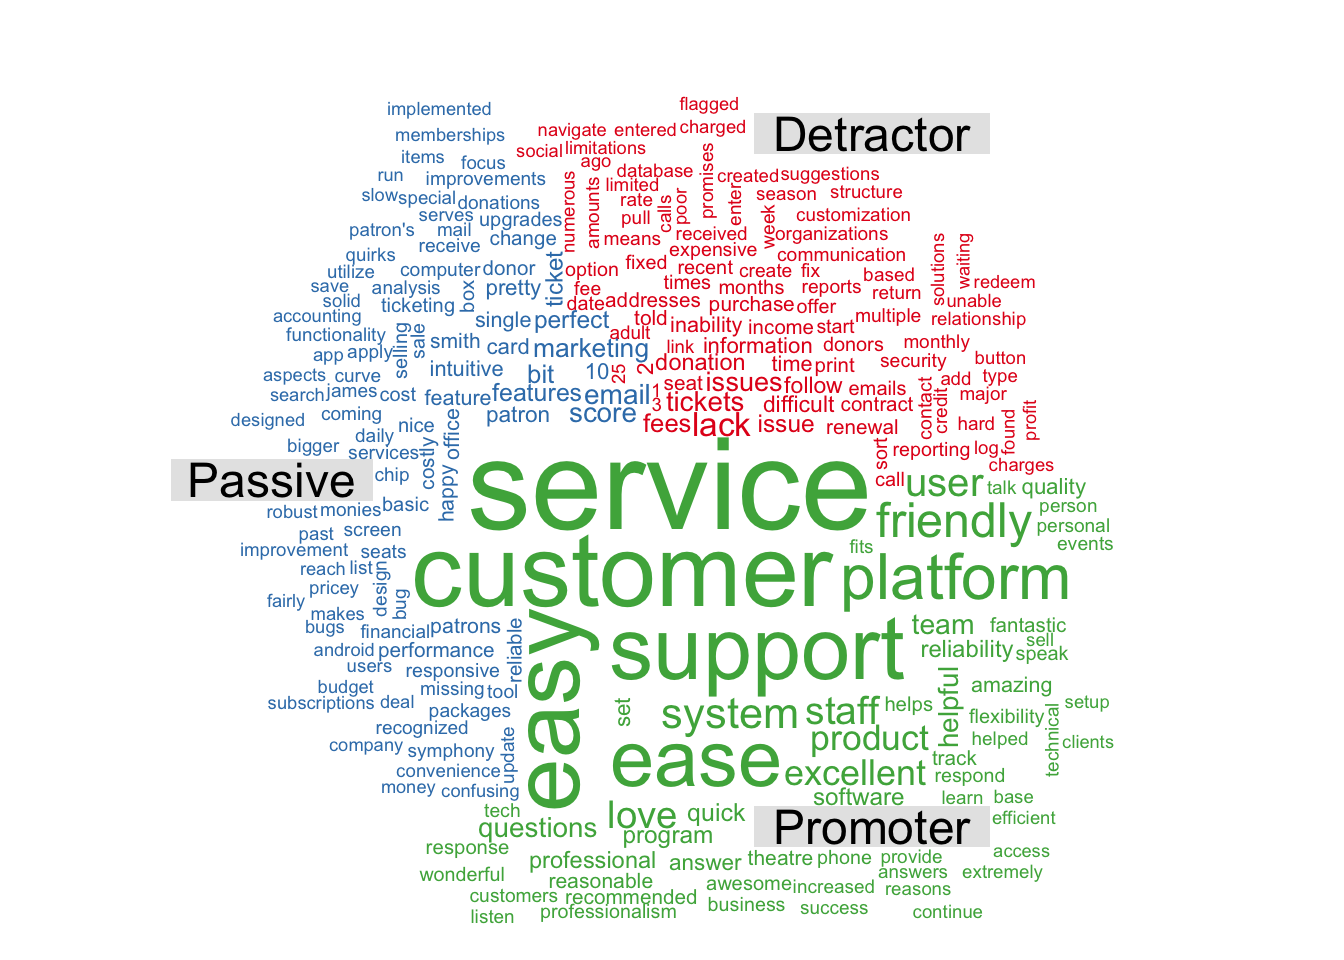 flagged
implemented
Detractor
memberships
navigate entered charged
social limitations
items focus ago database promises created suggestions
run improvements numerous amounts limited calls poor enter season structure
slow special donations rate
serves upgrades pull week customization
patron's mail change means received organizations
quirks receive expensive communication solutions waiting
utilize computer donor ticket option fixed recent create fix based redeem
save analysis box pretty fee times months reports return unable
solid ticketing date addresses purchase offer
accounting single perfect told inability income start multiple relationship
functionality selling sale smith card marketing adult link information donors monthly
app apply intuitive bit 10 25 2 donation time print security button
aspects curve features email 1 seat issues follow emails add type
search james cost feature 3 tickets difficult contract contact credit major
designed coming patron score fees lack issue renewal hard found profit
daily nice office
bigger services costly service sort reporting log
Passive chip happy call charges
user talk quality
robust monies basic friendly person
past screen customer personal
improvement seats fits events
reach list design platform
pricey bug
fairly makes
bugs financial patrons reliable easy support team fantastic
android performance reliability sell
users responsive speak
budget missing tool helpful amazing
subscriptions deal packages set system staff helps flexibility setup
recognized product helped technical clients
company symphony update ease track
convenience excellent respond
money confusing software learn base
tech love quick Promoter efficient
questions program
response professional answer theatre phone provide access
wonderful reasonable answers extremely
customers recommended awesome increased reasons
listen professionalism business success continue